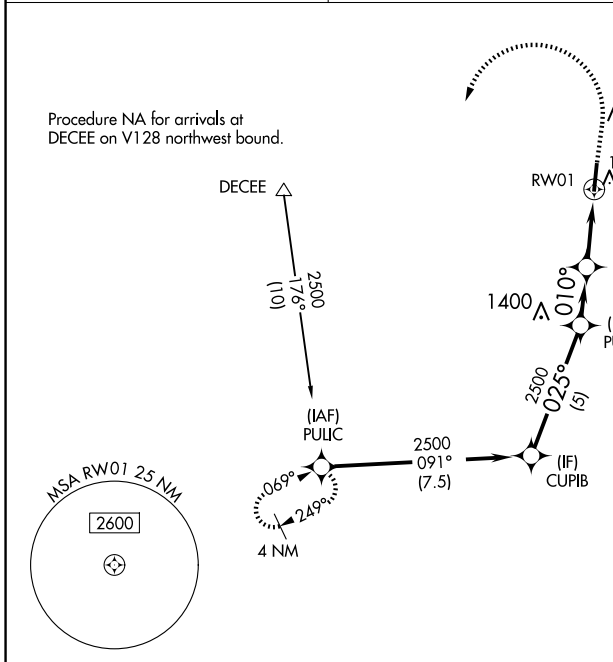 Procedure NA for arrivals at
DECEE on V128 northwest bound.
DECEE
RW01
2500
176°
(10)
1400
010°
2500
025°
(5)
(IAF)
PULIC
2500
091°
(7.5)
(IF)
CUPIB
069°
249°
4 NM
MSA RW01 25 NM
2600